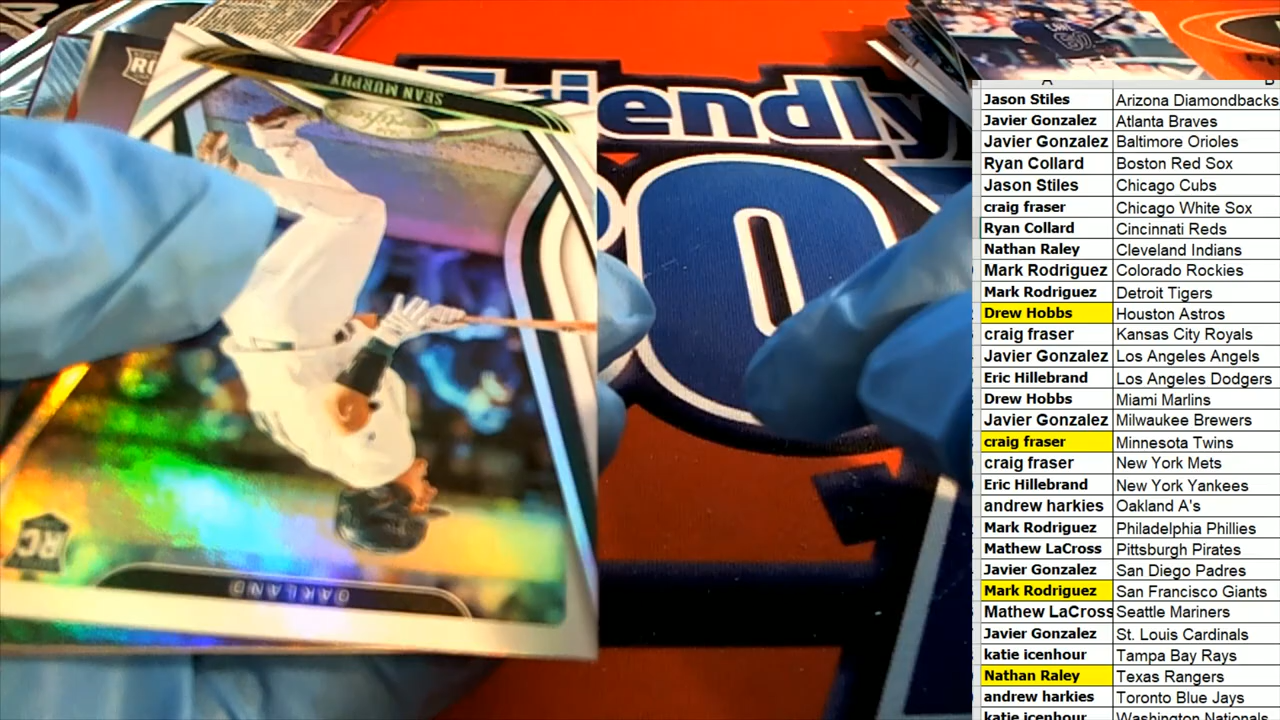 SEAN MURPHY
RC
OAKLAND
RC
Friendly
A
B
Jason Stiles Arizona Diamondbacks
Javier Gonzalez Atlanta Braves
Javier Gonzalez Baltimore Orioles
Ryan Collard Boston Red Sox
Jason Stiles Chicago Cubs
craig fraser Chicago White Sox
Ryan Collard Cincinnati Reds
Nathan Raley Cleveland Indians
Mark Rodriguez Colorado Rockies
Mark Rodriguez Detroit Tigers
Drew Hobbs Houston Astros
craig fraser Kansas City Royals
Javier Gonzalez Los Angeles Angels
Eric Hillebrand Los Angeles Dodgers
Drew Hobbs Miami Marlins
Javier Gonzalez Milwaukee Brewers
craig fraser Minnesota Twins
craig fraser New York Mets
Eric Hillebrand New York Yankees
andrew harkies Oakland A's
Mark Rodriguez Philadelphia Phillies
Mathew LaCross Pittsburgh Pirates
Javier Gonzalez San Diego Padres
Mark Rodriguez San Francisco Giants
Mathew LaCross Seattle Mariners
Javier Gonzalez St. Louis Cardinals
katie icenhour Tampa Bay Rays
Nathan Raley Texas Rangers
andrew harkies Toronto Blue Jays
katie icenhour Washington Nationals